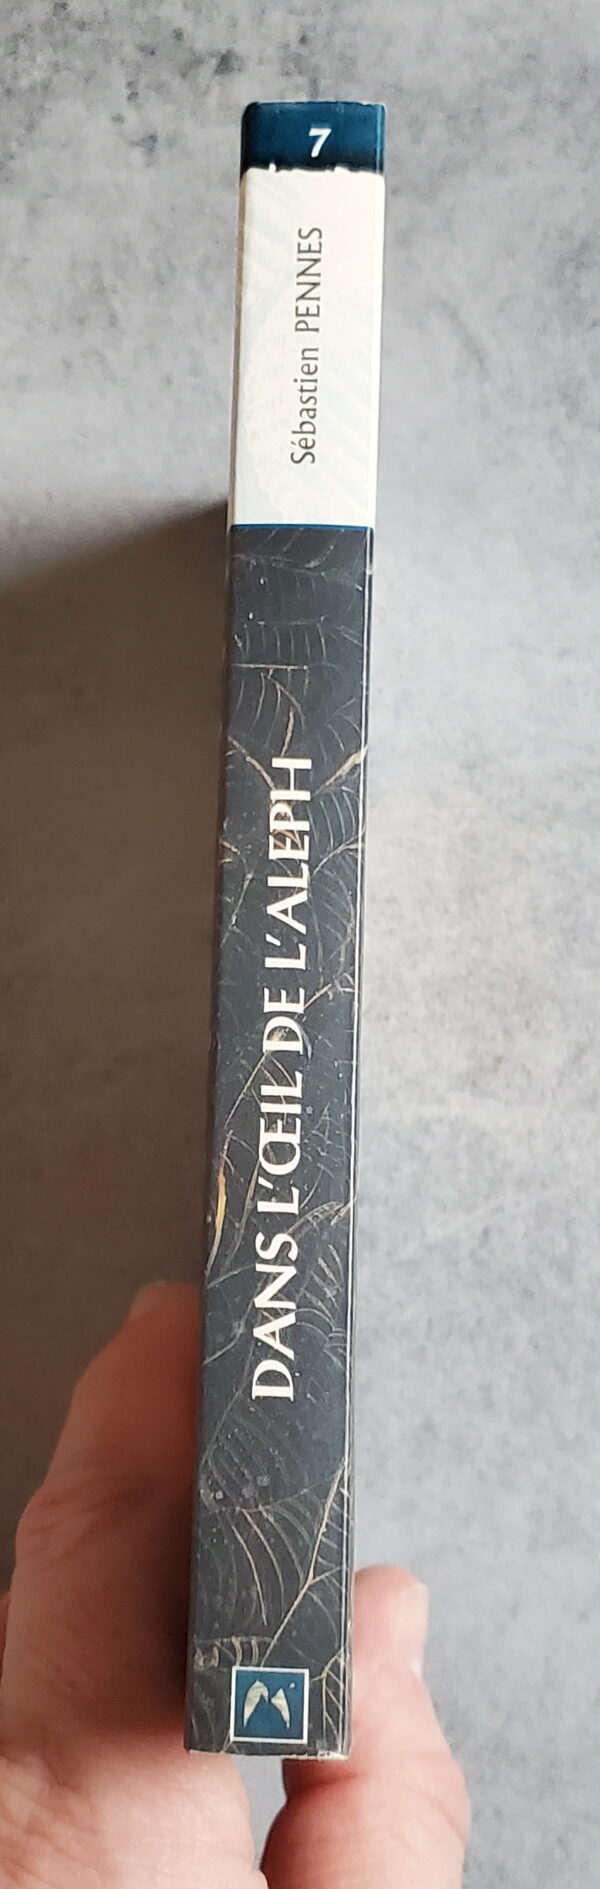 7
Sébastien PENNES
DANS L'ŒIL DE L'ALEPH